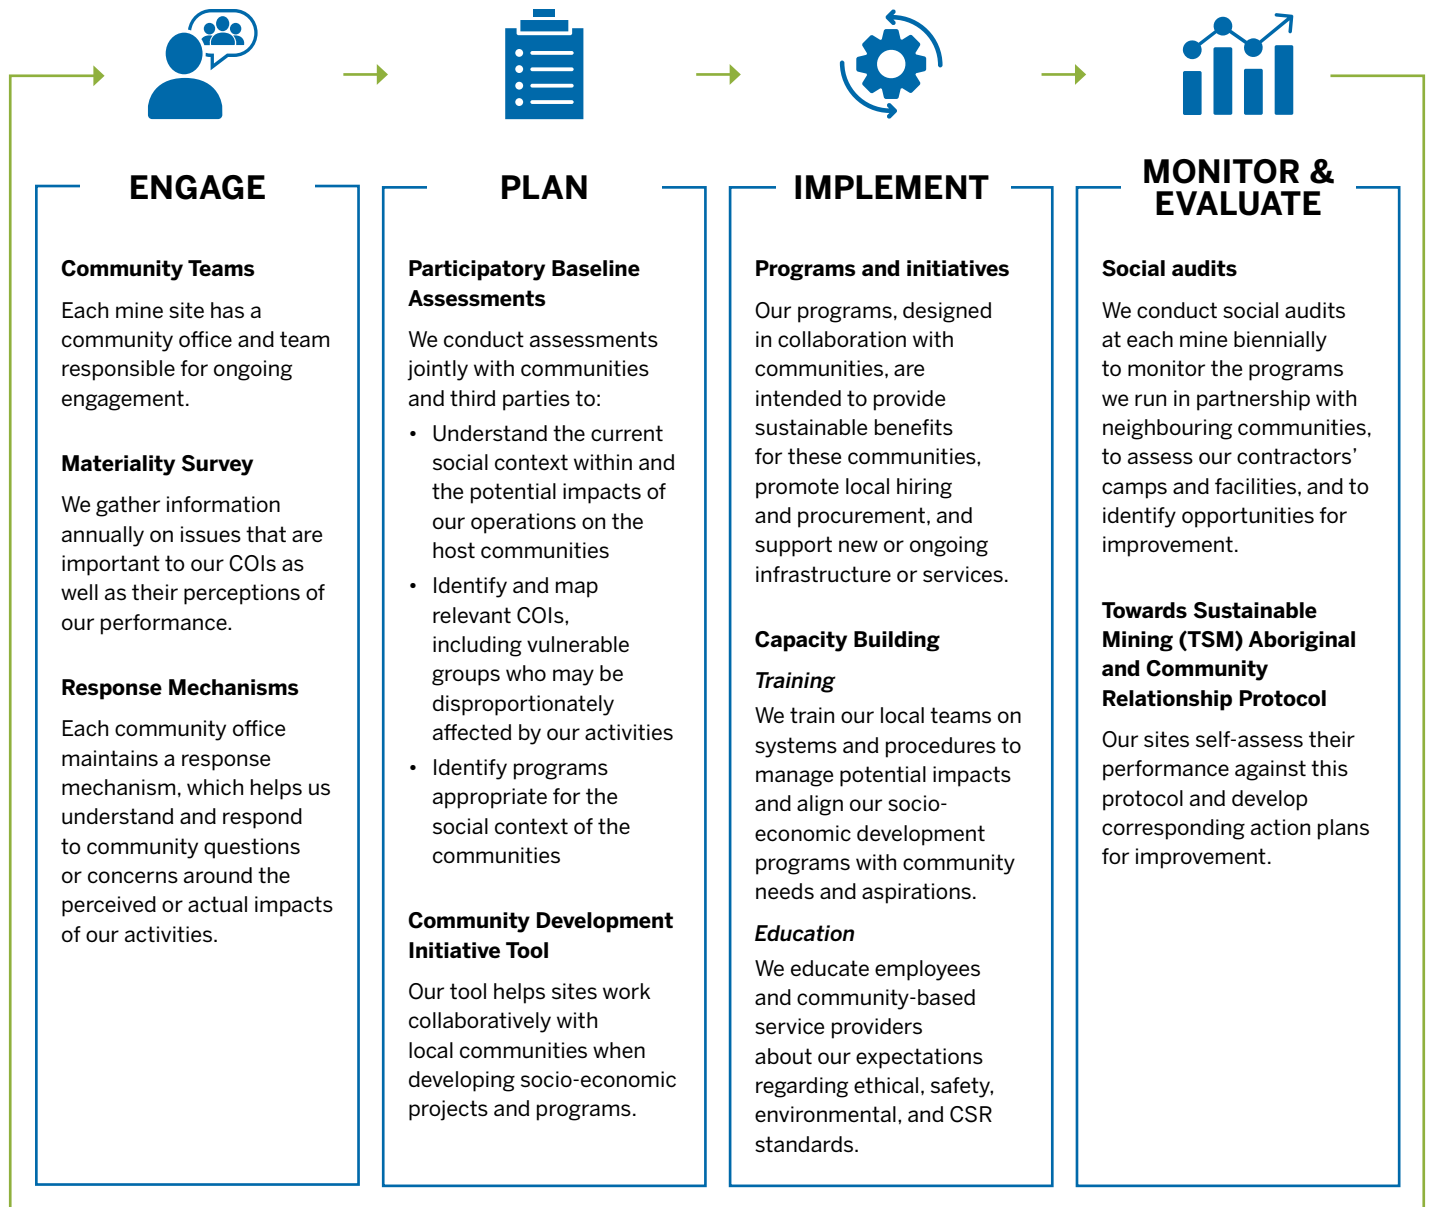 ENGAGE
Community Teams
Each mine site has a
community office and team
responsible for ongoing
engagement.
Materiality Survey
We gather information
annually on issues that are
important to our COIs as
well as their perceptions of
our performance.
Response Mechanisms
Each community office
maintains a response
mechanism, which helps us
understand and respond
to community questions
or concerns around the
perceived or actual impacts
of our activities.
PLAN
Participatory Baseline
Assessments
We conduct assessments
jointly with communities
and third parties to:
• Understand the current
social context within and
the potential impacts of
our operations on the
host communities
• Identify and map
relevant COIs,
including vulnerable
groups who may be
disproportionately
affected by our activities
• Identify programs
appropriate for the
social context of the
communities
Community Development
Initiative Tool
Our tool helps sites work
collaboratively with
local communities when
developing socio-economic
projects and programs.
IMPLEMENT
Programs and initiatives
Our programs, designed
in collaboration with
communities, are
intended to provide
sustainable benefits
for these communities,
promote local hiring
and procurement, and
support new or ongoing
infrastructure or services.
Capacity Building
Training
We train our local teams on
systems and procedures to
manage potential impacts
and align our socio-
economic development
programs with community
needs and aspirations.
Education
We educate employees
and community-based
service providers
about our expectations
regarding ethical, safety,
environmental, and CSR
standards.
MONITOR &
EVALUATE
Social audits
We conduct social audits
at each mine biennially
to monitor the programs
we run in partnership with
neighbouring communities,
to assess our contractors’
camps and facilities, and to
identify opportunities for
improvement.
Towards Sustainable
Mining (TSM) Aboriginal
and Community
Relationship Protocol
Our sites self-assess their
performance against this
protocol and develop
corresponding action plans
for improvement.